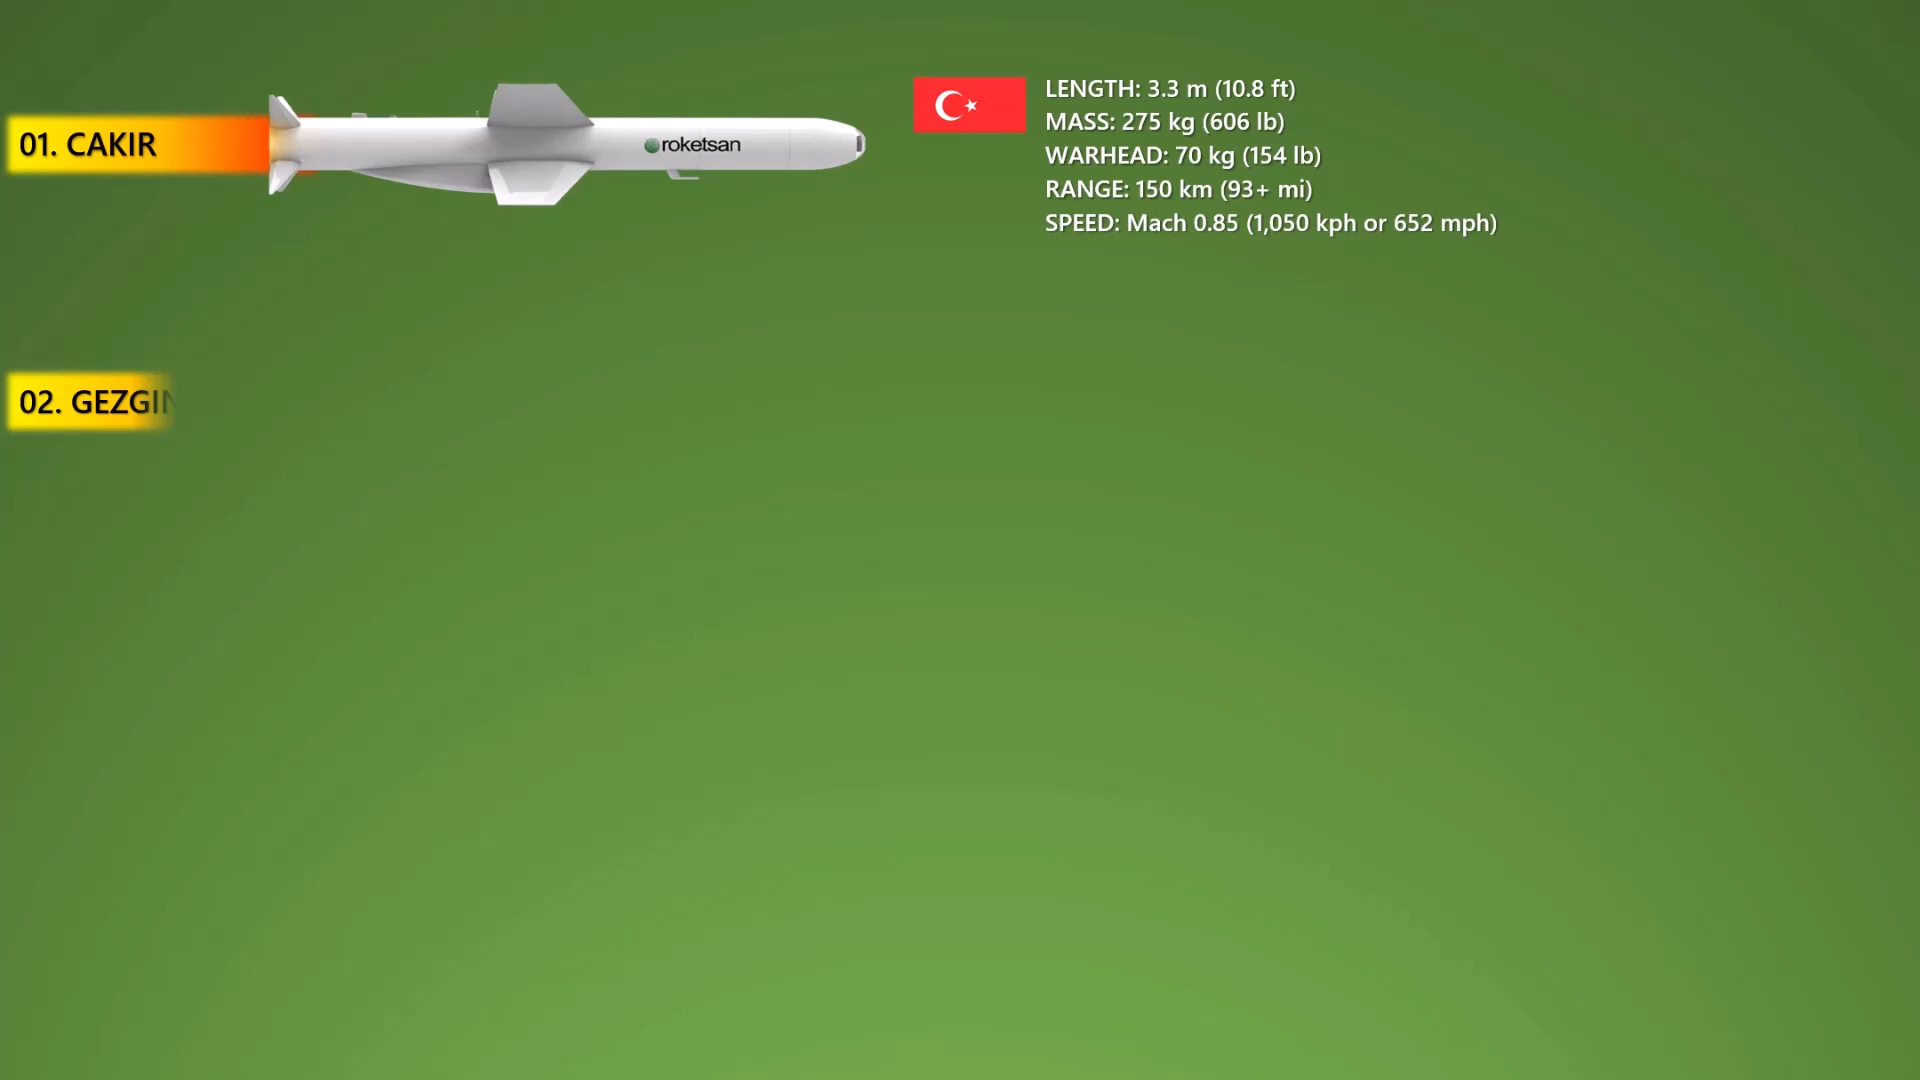 01. CAKIR
roketsan
LENGTH: 3.3 m (10.8 ft)
MASS: 275 kg (606 lb)
WARHEAD: 70 kg (154 lb)
RANGE: 150 km (93+ mi)
SPEED: Mach 0.85 (1,050 kph or 652 mph)
02. GEZGIN